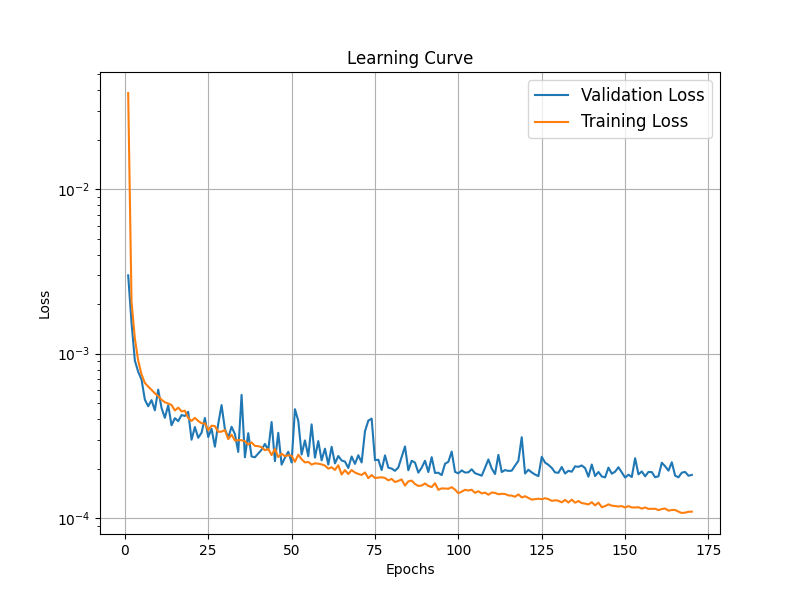 Learning Curve
Validation Loss
Training Loss
Loss
10⁻²
10⁻³
10⁻⁴
0 25 50 75 100 125 150 175
Epochs